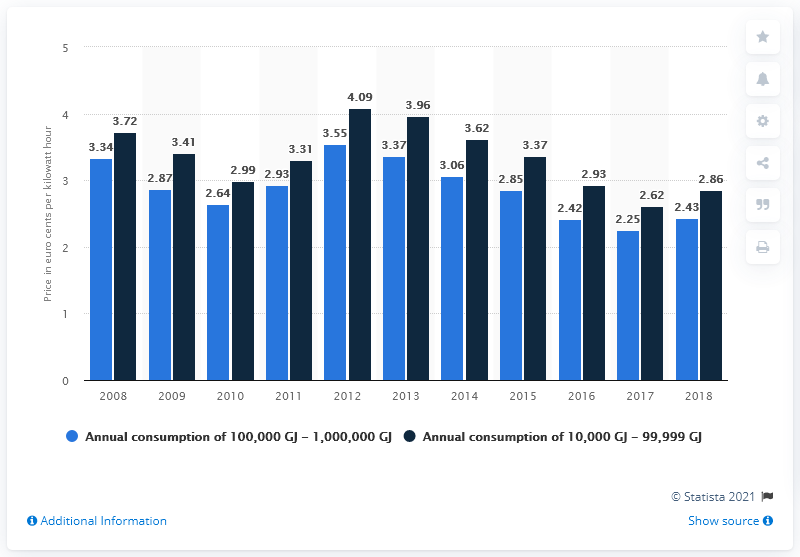 5
4
3
2
1
0
Price in euro cents per kilowatt hour
3.34 3.72 2.87 3.41 2.64 2.99 2.93 3.31 3.55 4.09 3.37 3.96 3.06 3.62 2.85 3.37 2.42 2.93 2.25 2.62 2.43 2.86
2008 2009 2010 2011 2012 2013 2014 2015 2016 2017 2018
Annual consumption of 100,000 GJ – 1,000,000 GJ Annual consumption of 10,000 GJ – 99,999 GJ
© Statista 2021
Additional Information Show source